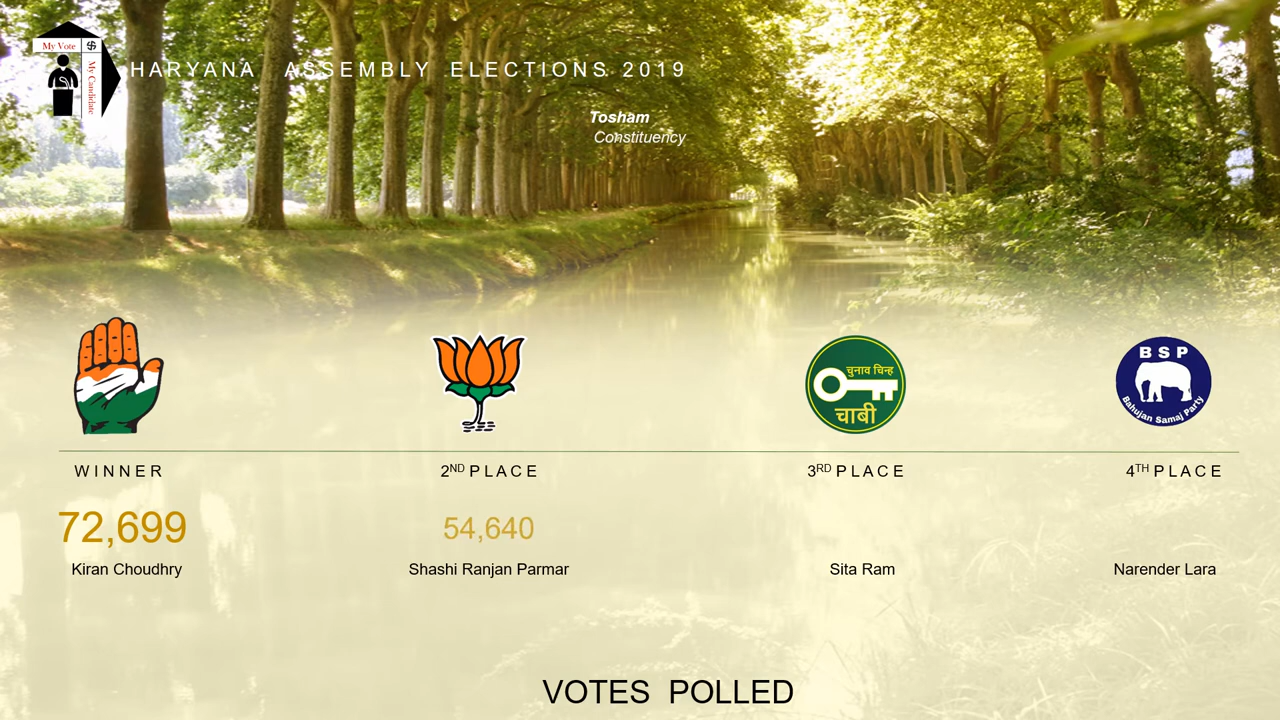 My Vote
My Candidate
HARYANA ASSEMBLY ELECTIONS 2019
Tosham
Constituency
चुनाव चिन्ह
चाबी
BSP
Bahujan Samaj Party
WINNER
2ND PLACE
3RD PLACE
4TH PLACE
72,699
54,640
Kiran Choudhry
Shashi Ranjan Parmar
Sita Ram
Narender Lara
VOTES POLLED